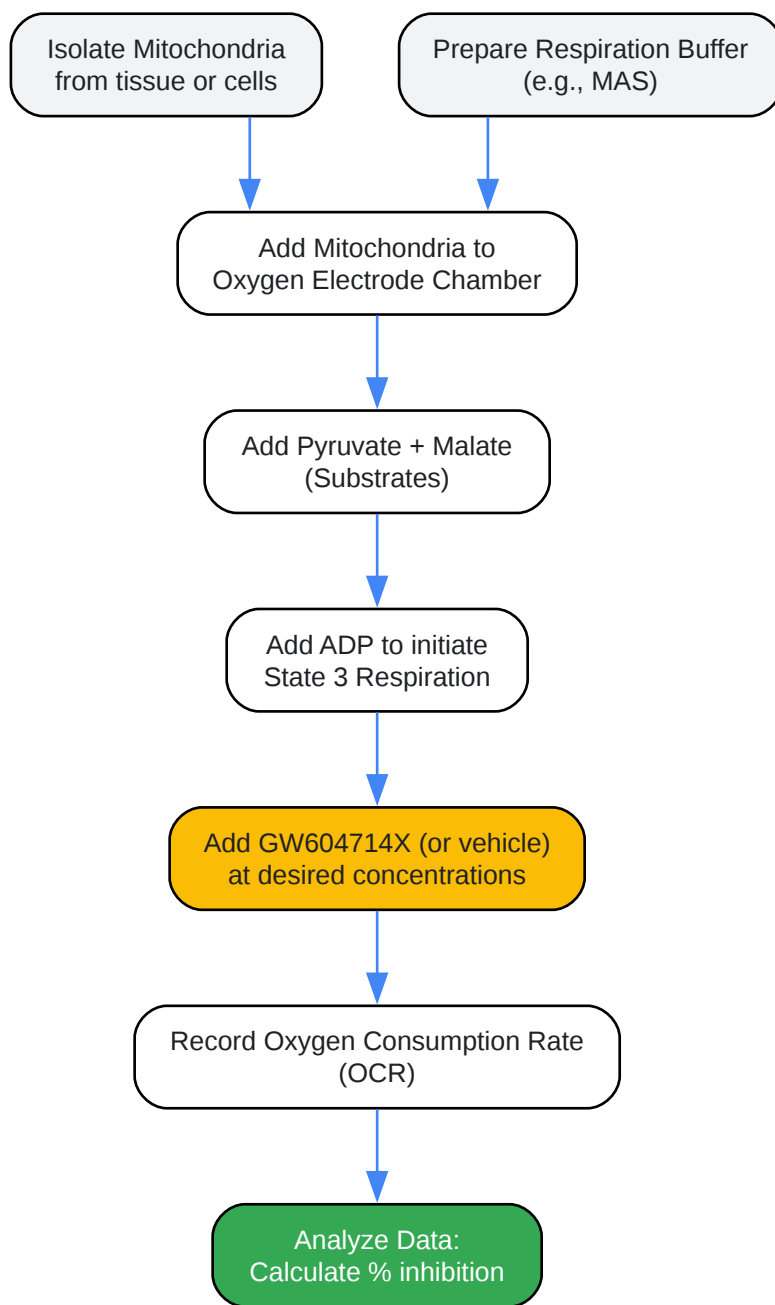 Isolate Mitochondria
from tissue or cells
Prepare Respiration Buffer
(e.g., MAS)
Add Mitochondria to
Oxygen Electrode Chamber
Add Pyruvate + Malate
(Substrates)
Add ADP to initiate
State 3 Respiration
Add GW604714X (or vehicle)
at desired concentrations
Record Oxygen Consumption Rate
(OCR)
Analyze Data:
Calculate % inhibition